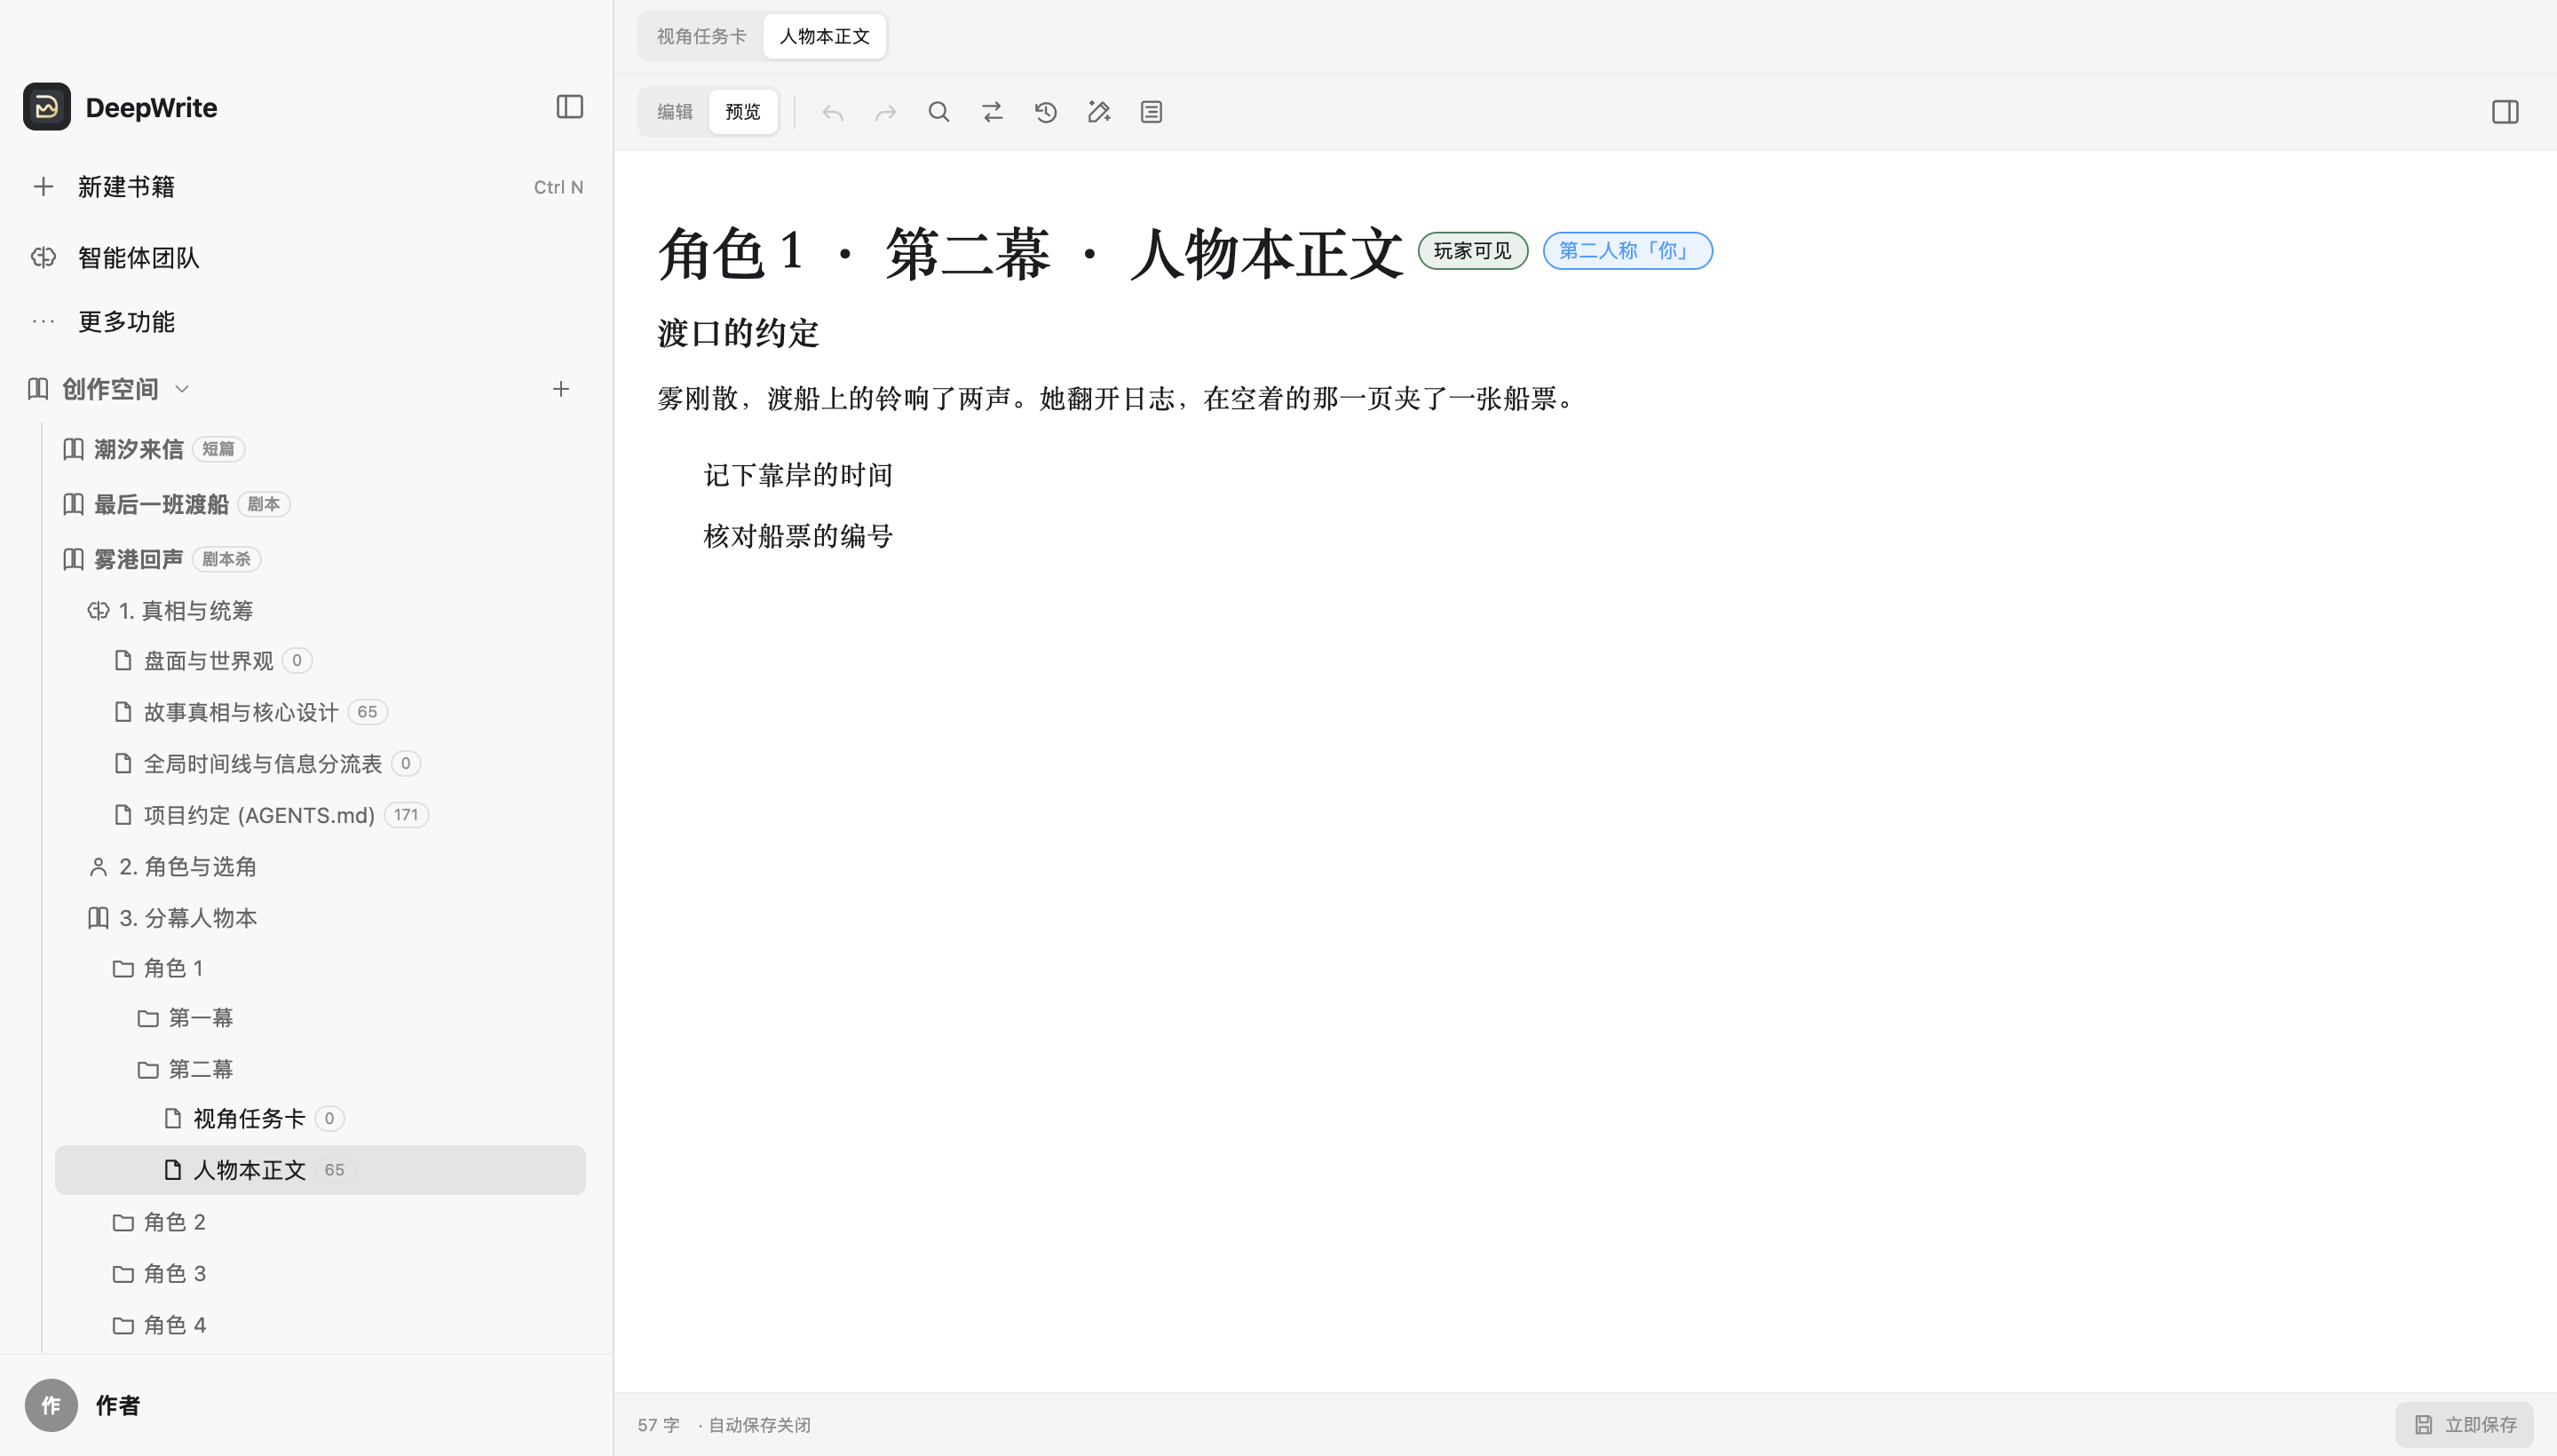 DeepWrite
新建书籍 Ctrl N
智能体团队
更多功能
创作空间
潮汐来信 短篇
最后一班渡船 剧本
雾港回声 剧本杀
1. 真相与统筹
盘面与世界观 0
故事真相与核心设计 65
全局时间线与信息分流表 0
项目约定 (AGENTS.md) 171
2. 角色与选角
3. 分幕人物本
角色 1
第一幕
第二幕
视角任务卡 0
人物本正文 65
角色 2
角色 3
角色 4
作 作者
视角任务卡 人物本正文
编辑 预览
角色 1 · 第二幕 · 人物本正文 玩家可见 第二人称「你」
渡口的约定
雾刚散，渡船上的铃响了两声。她翻开日志，在空着的那一页夹了一张船票。
记下靠岸的时间
核对船票的编号
57 字 · 自动保存关闭
立即保存